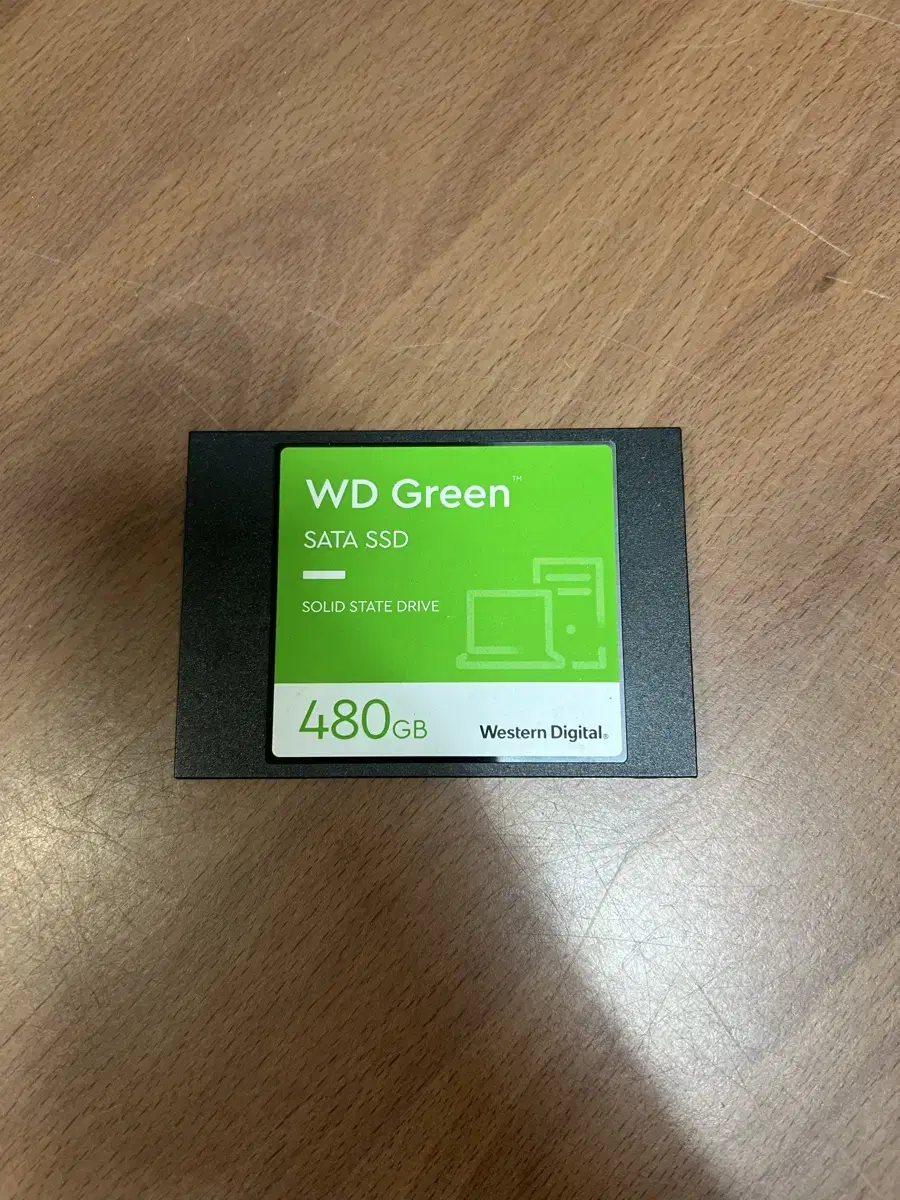 WD Green™
SATA SSD
SOLID STATE DRIVE
480GB
Western Digital®